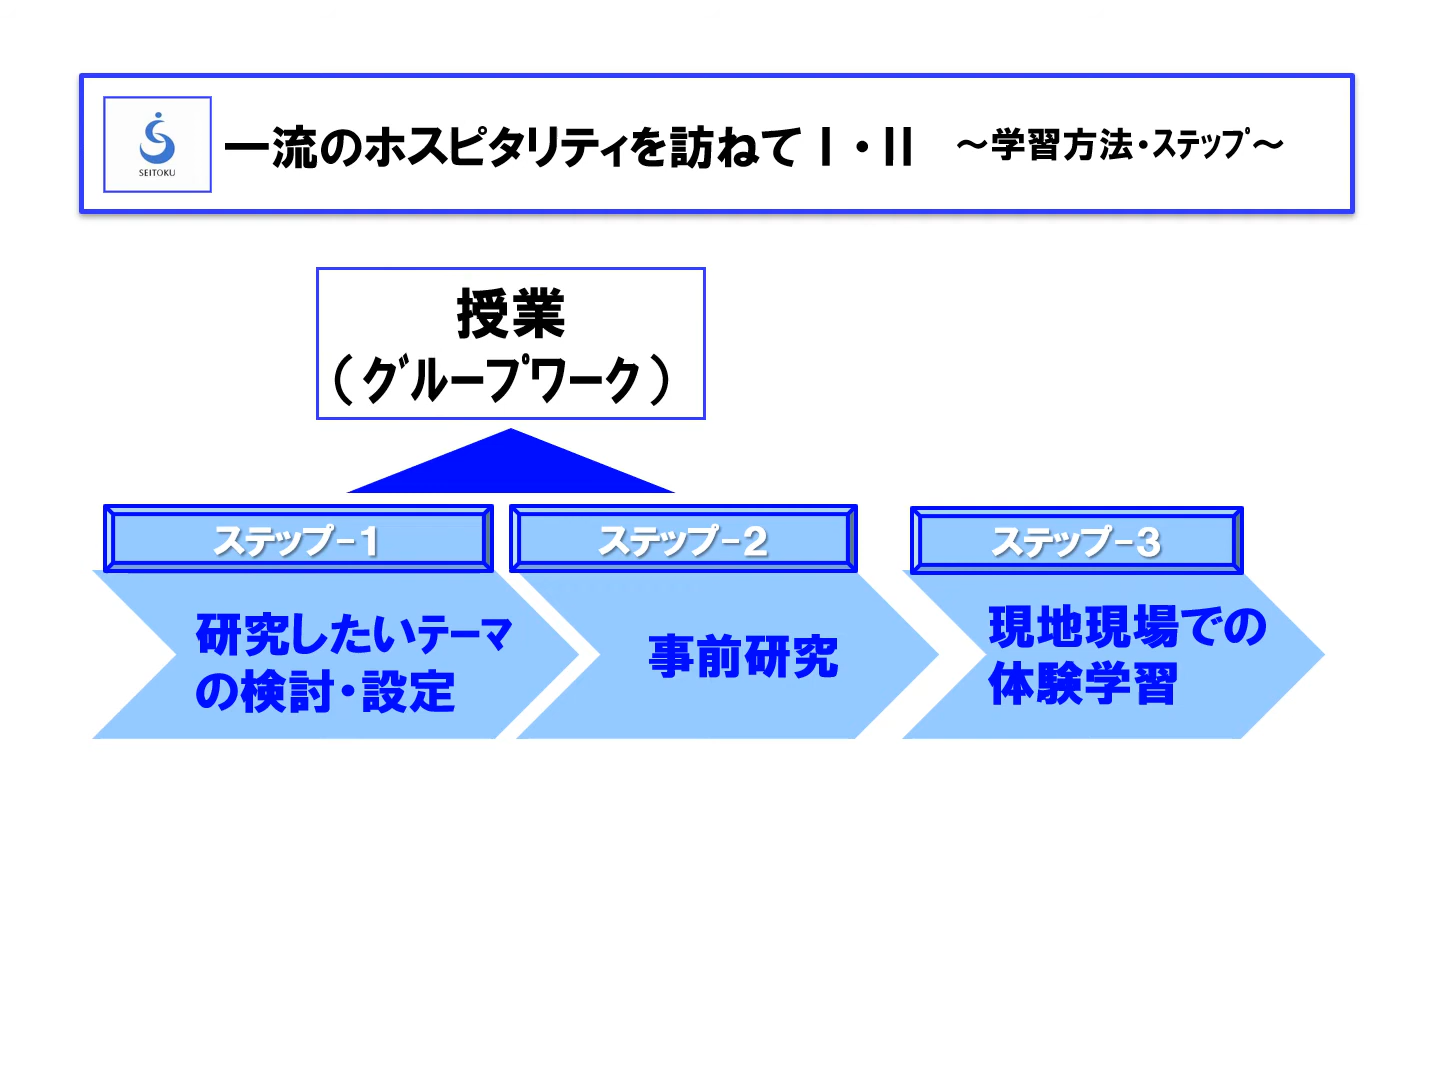 SEITOKU
一流のホスピタリティを訪ねてⅠ・Ⅱ ～学習方法・ｽﾃｯﾌﾟ～
授業
（グループワーク）
ステップ-1
ステップ-2
ステップ-3
研究したいﾃｰﾏ
の検討・設定
事前研究
現地現場での
体験学習